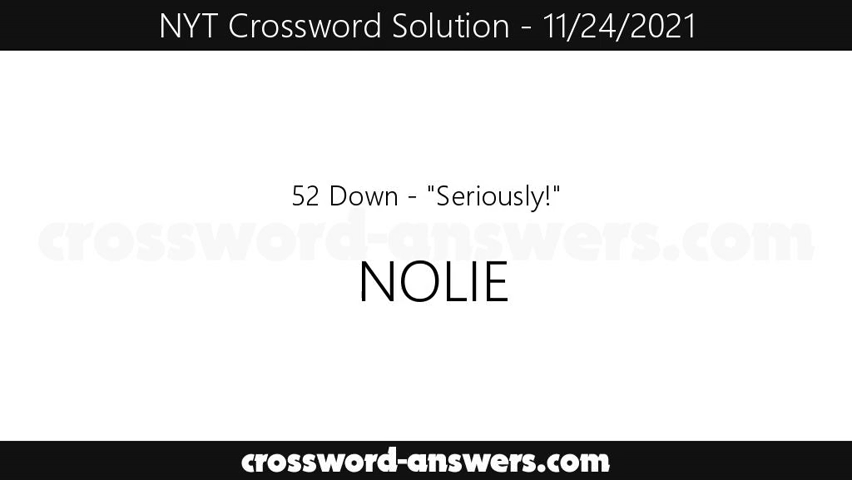 NYT Crossword Solution - 11/24/2021
52 Down - "Seriously!"
crossword-answers.com
NOLIE
crossword-answers.com